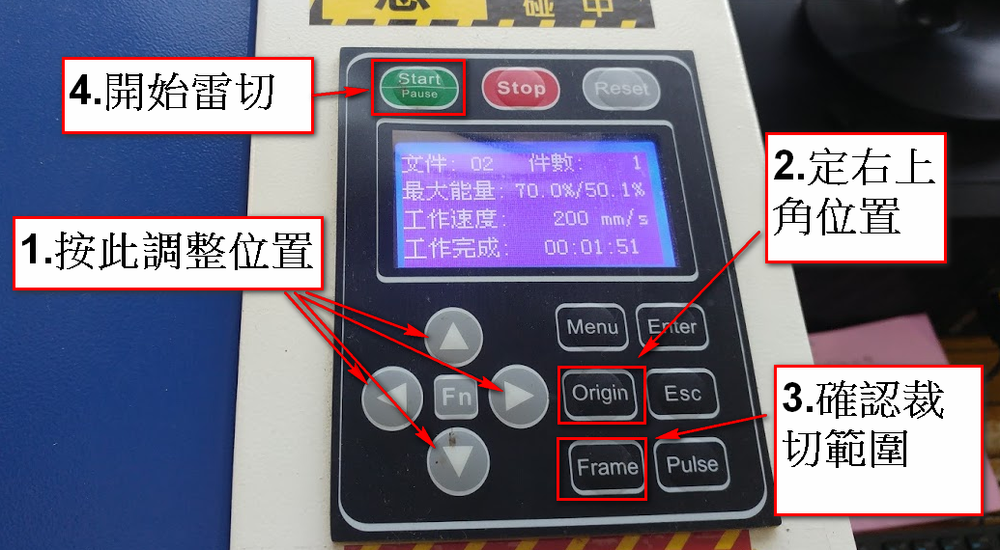 急
4.開始雷切
Start
Pause
Stop
Reset
文件: 02 件數: 1
最大能量: 70.0%/50.1%
工作速度: 200 mm/s
工作完成: 00:01:51
2.定右上
角位置
1.按此調整位置
Menu
Enter
Fn
Origin
Esc
3.確認裁
切範圍
Frame
Pulse